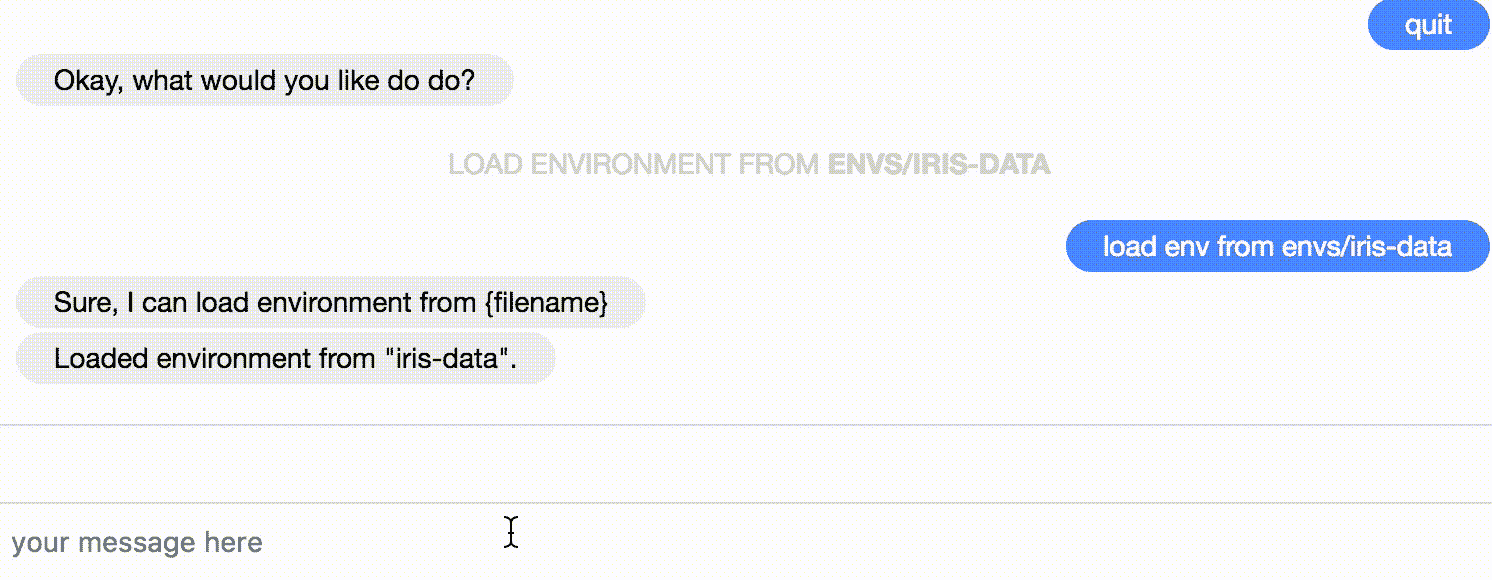 quit
Okay, what would you like do do?
LOAD ENVIRONMENT FROM ENVS/IRIS-DATA
load env from envs/iris-data
Sure, I can load environment from {filename}
Loaded environment from "iris-data".
your message here